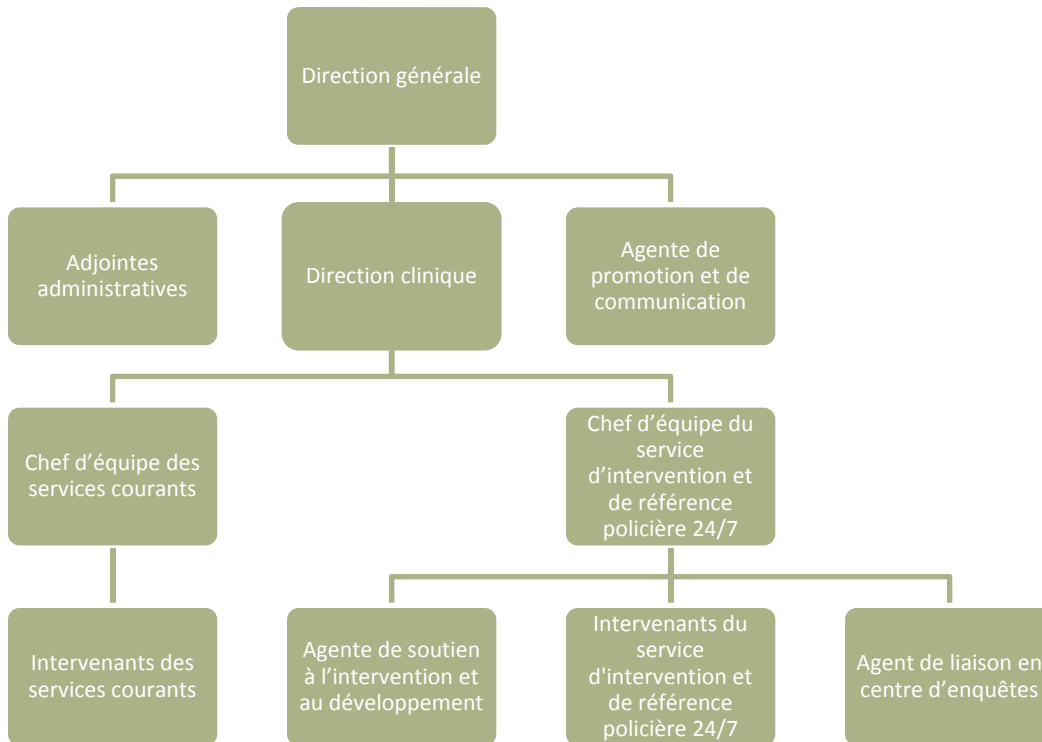 Direction générale
Adjointes
administratives
Direction clinique
Agente de
promotion et de
communication
Chef d’équipe des
services courants
Chef d’équipe du
service
d’intervention et
de référence
policière 24/7
Intervenants des
services courants
Agente de soutien
à l’intervention et
au développement
Intervenants du
service
d'intervention et
de référence
policière 24/7
Agent de liaison en
centre d’enquêtes